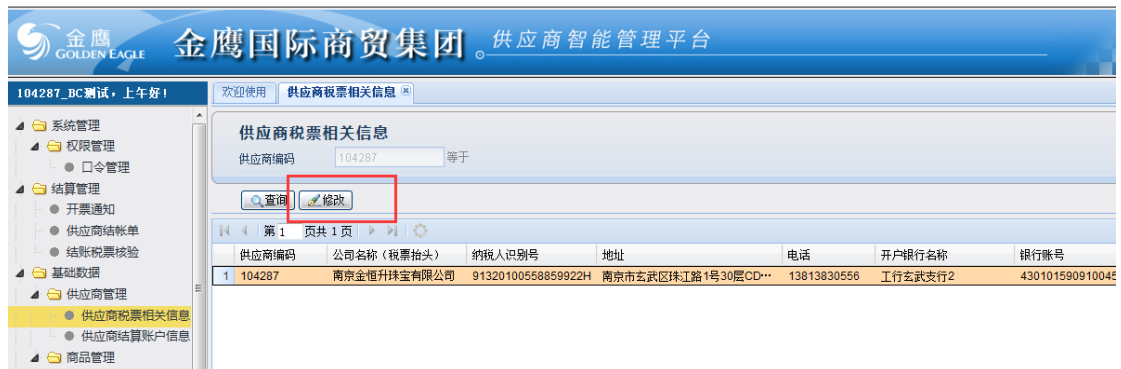 金鹰
GOLDEN EAGLE
金鹰国际商贸集团。供应商智能管理平台
104287_BC测试，上午好！
欢迎使用 供应商税票相关信息
系统管理
权限管理
口令管理
结算管理
开票通知
供应商结帐单
结账税票核验
基础数据
供应商管理
供应商税票相关信息
供应商结算账户信息
商品管理
供应商税票相关信息
供应商编码 104287 等于
查询 修改
第 1 页共 1 页
供应商编码 公司名称（税票抬头） 纳税人识别号 地址 电话 开户银行名称 银行账号
1 104287 南京金恒升珠宝有限公司 91320100558859922H 南京市玄武区珠江路1号30层CD… 13813830556 工行玄武支行2 430101590910045